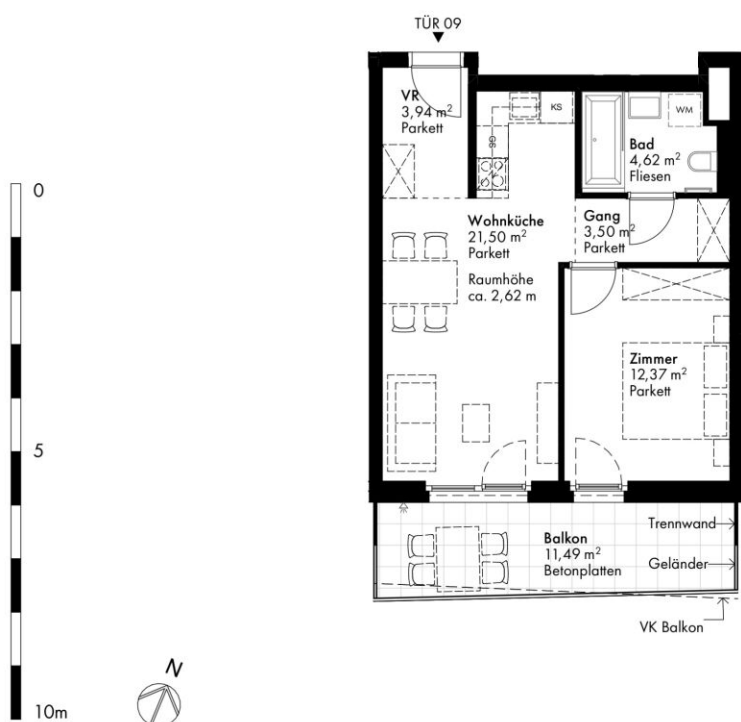 TÜR 09
VR
3,94 m²
Parkett
KS
GS
WM
Bad
4,62 m²
Fliesen
Wohnküche
21,50 m²
Parkett
Raumhöhe
ca. 2,62 m
Gang
3,50 m²
Parkett
Zimmer
12,37 m²
Parkett
Balkon
11,49 m²
Betonplatten
Trennwand
Geländer
VK Balkon
0
5
10m
N